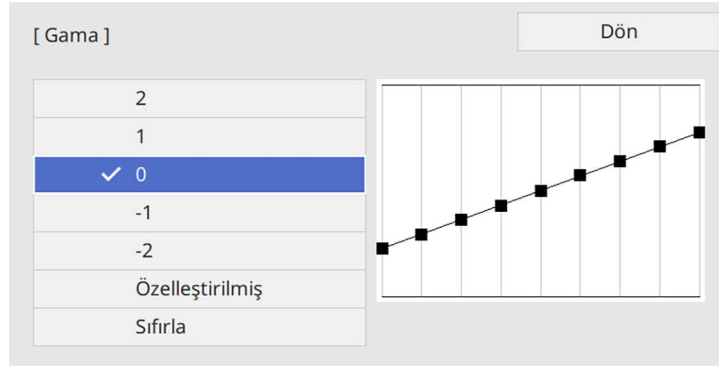 [ Gama ]
Dön
2
1
0
-1
-2
Özelleştirilmiş
Sıfırla